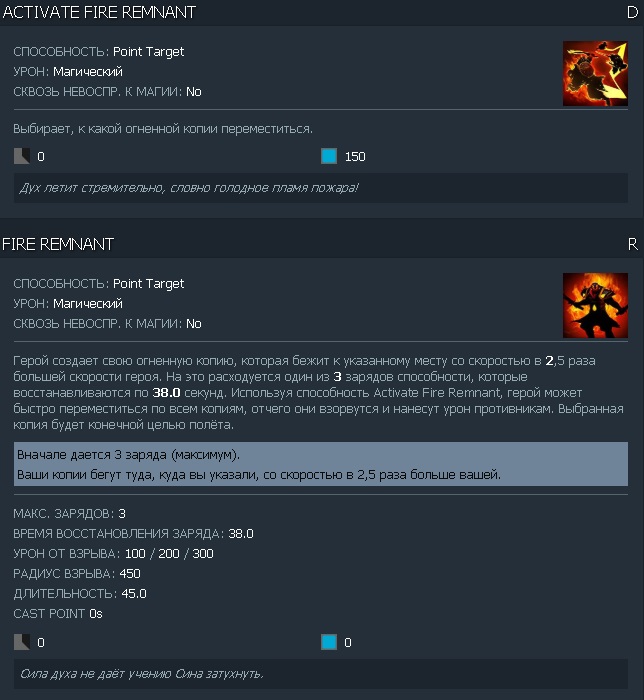 ACTIVATE FIRE REMNANT D
СПОСОБНОСТЬ: Point Target
УРОН: Магический
СКВОЗЬ НЕВОСПР. К МАГИИ: No
Выбирает, к какой огненной копии переместиться.
0 150
Дух летит стремительно, словно голодное пламя пожара!
FIRE REMNANT R
СПОСОБНОСТЬ: Point Target
УРОН: Магический
СКВОЗЬ НЕВОСПР. К МАГИИ: No
Герой создает свою огненную копию, которая бежит к указанному месту со скоростью в 2,5 раза
большей скорости героя. На это расходуется один из 3 зарядов способности, которые
восстанавливаются по 38.0 секунд. Используя способность Activate Fire Remnant, герой может
быстро переместиться по всем копиям, отчего они взорвутся и нанесут урон противникам. Выбранная
копия будет конечной целью полёта.
Вначале дается 3 заряда (максимум).
Ваши копии бегут туда, куда вы указали, со скоростью в 2,5 раза больше вашей.
МАКС. ЗАРЯДОВ: 3
ВРЕМЯ ВОССТАНОВЛЕНИЯ ЗАРЯДА: 38.0
УРОН ОТ ВЗРЫВА: 100 / 200 / 300
РАДИУС ВЗРЫВА: 450
ДЛИТЕЛЬНОСТЬ: 45.0
CAST POINT 0s
0 0
Сила духа не даёт учению Сина затухнуть.